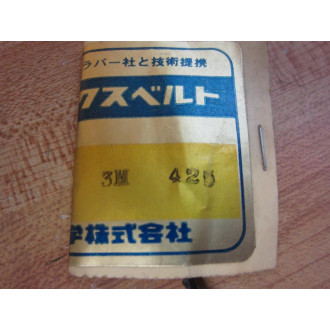 ラバー社と技術提携
クスベルト
3M 425
株式会社